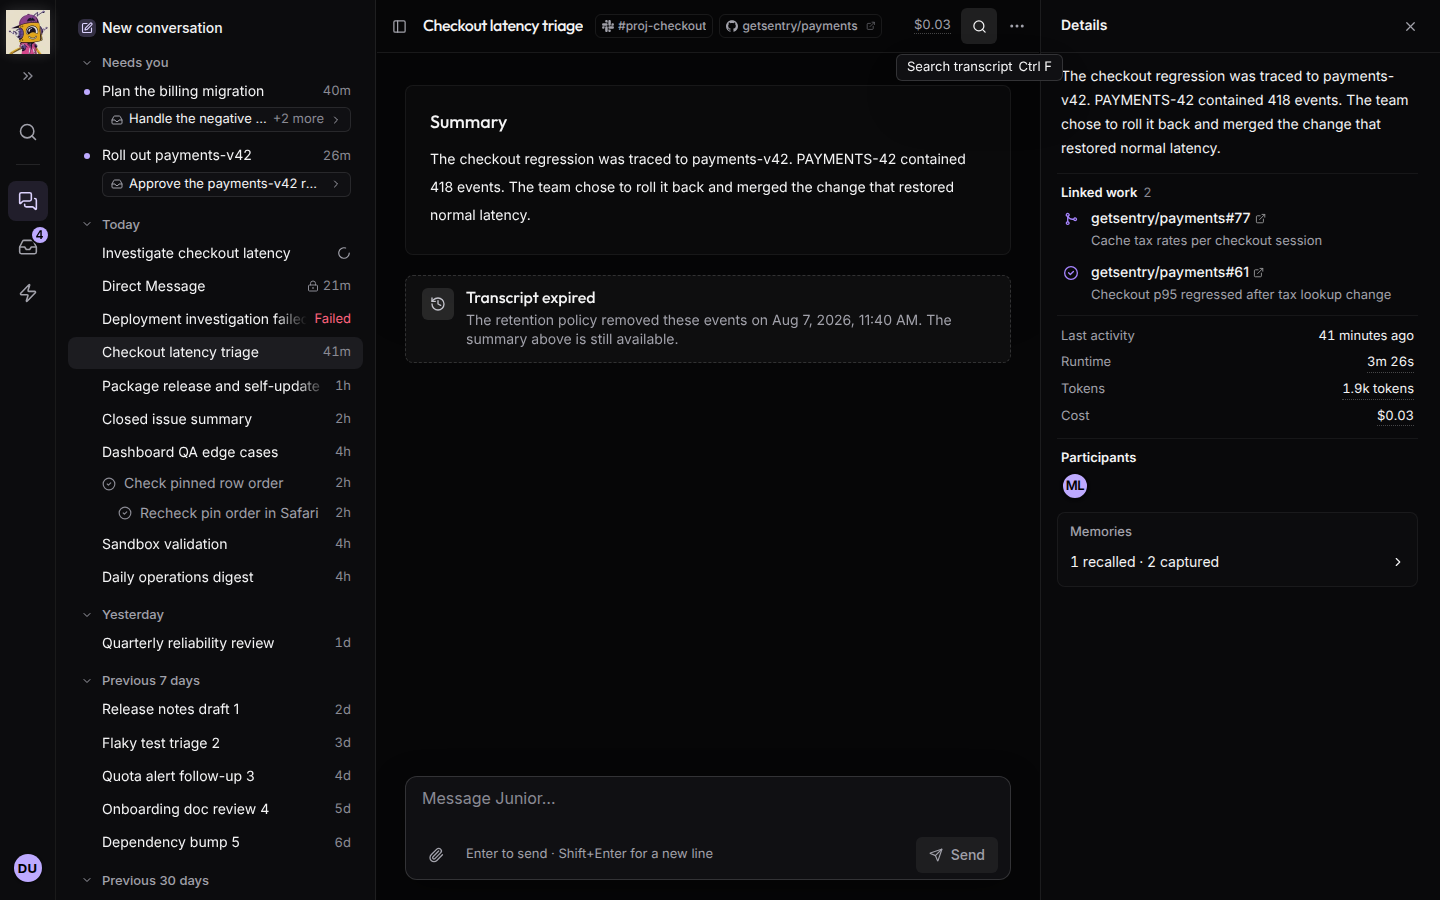 New conversation
Needs you
Plan the billing migration 40m
Handle the negative ... +2 more
Roll out payments-v42 26m
Approve the payments-v42 r...
Today
Investigate checkout latency
Direct Message 21m
Deployment investigation failed Failed
Checkout latency triage 41m
Package release and self-update 1h
Closed issue summary 2h
Dashboard QA edge cases 4h
Check pinned row order 2h
Recheck pin order in Safari 2h
Sandbox validation 4h
Daily operations digest 4h
Yesterday
Quarterly reliability review 1d
Previous 7 days
Release notes draft 1 2d
Flaky test triage 2 3d
Quota alert follow-up 3 4d
Onboarding doc review 4 5d
Dependency bump 5 6d
Previous 30 days
4
DU
Checkout latency triage #proj-checkout getsentry/payments $0.03
Search transcript Ctrl F
Summary
The checkout regression was traced to payments-v42. PAYMENTS-42 contained
418 events. The team chose to roll it back and merged the change that restored
normal latency.
Transcript expired
The retention policy removed these events on Aug 7, 2026, 11:40 AM. The
summary above is still available.
Message Junior...
Enter to send · Shift+Enter for a new line
Send
Details
The checkout regression was traced to payments-
v42. PAYMENTS-42 contained 418 events. The team
chose to roll it back and merged the change that
restored normal latency.
Linked work 2
getsentry/payments#77
Cache tax rates per checkout session
getsentry/payments#61
Checkout p95 regressed after tax lookup change
Last activity 41 minutes ago
Runtime 3m 26s
Tokens 1.9k tokens
Cost $0.03
Participants
ML
Memories
1 recalled · 2 captured